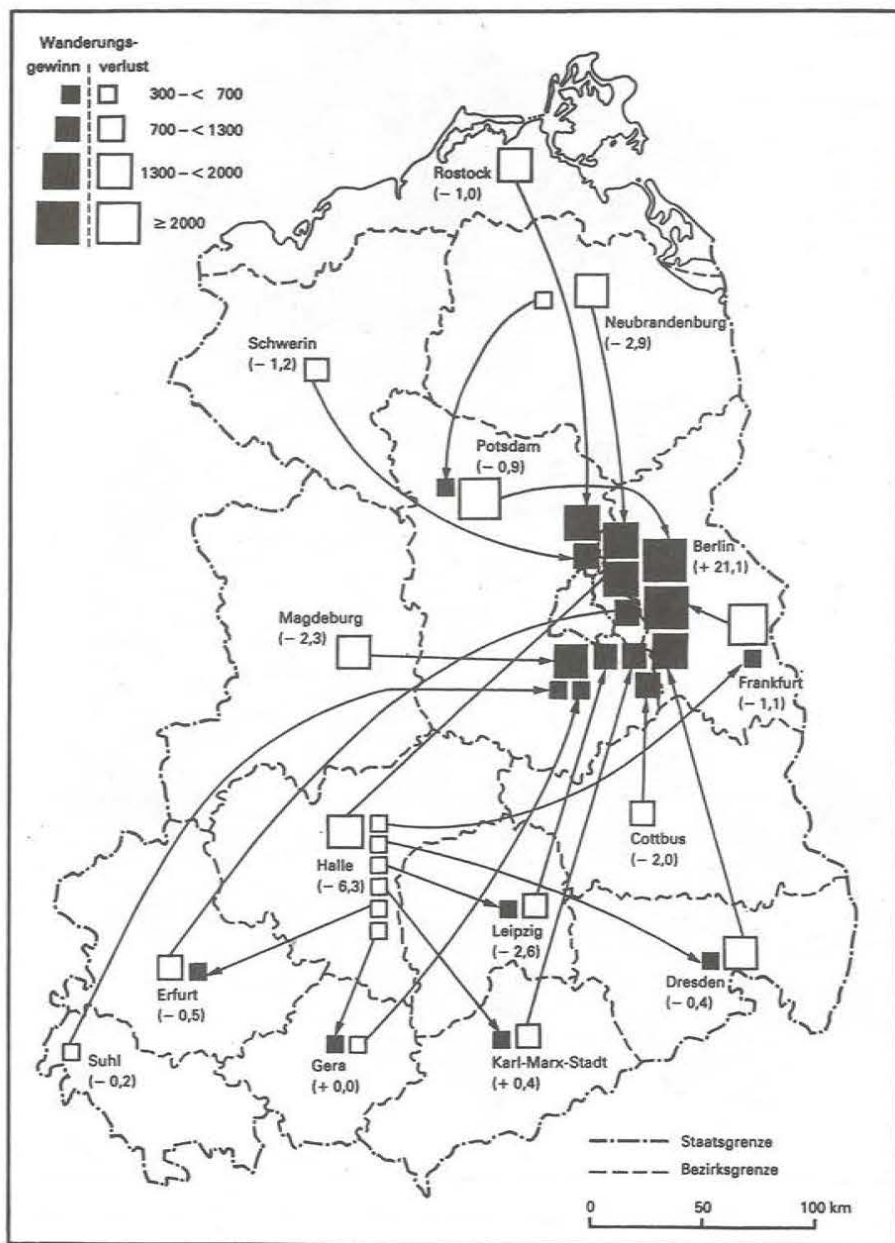 Wanderungs-
gewinn verlust
300 – < 700
700 – < 1300
1300 – < 2000
≥ 2000
Rostock
(– 1,0)
Neubrandenburg
(– 2,9)
Schwerin
(– 1,2)
Potsdam
(– 0,9)
Berlin
(+ 21,1)
Magdeburg
(– 2,3)
Frankfurt
(– 1,1)
Cottbus
(– 2,0)
Halle
(– 6,3)
Leipzig
(– 2,6)
Dresden
(– 0,4)
Erfurt
(– 0,5)
Suhl
(– 0,2)
Gera
(+ 0,0)
Karl-Marx-Stadt
(+ 0,4)
Staatsgrenze
Bezirksgrenze
0 50 100 km